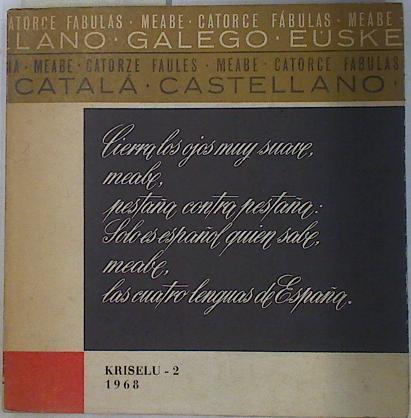 CATORCE FABULAS · MEABE · CATORCE FÁBULAS · MEABE ·
LLANO · GALEGO · EUSKE
· MEABE · CATORZE FAULES · MEABE · CATORCE FABULAS
CATALÁ · CASTELLANO ·
Cierra los ojos muy suave,
meabe,
pestaña contra pestaña:
Solo es español quien sabe,
meabe,
las cuatro lenguas de España.
KRISELU - 2
1968